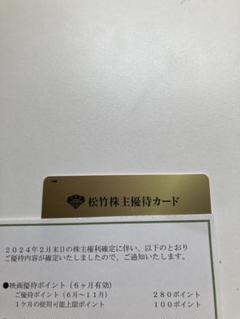 松竹株主優待カード
2024年2月末日の株主権利確定に伴い、以下のとおり
ご優待内容が確定いたしましたので、ご通知いたします。
●映画優待ポイント(6ヶ月有効)
ご優待ポイント(6月～11月) 280ポイント
1ヶ月の使用可能上限ポイント 100ポイント